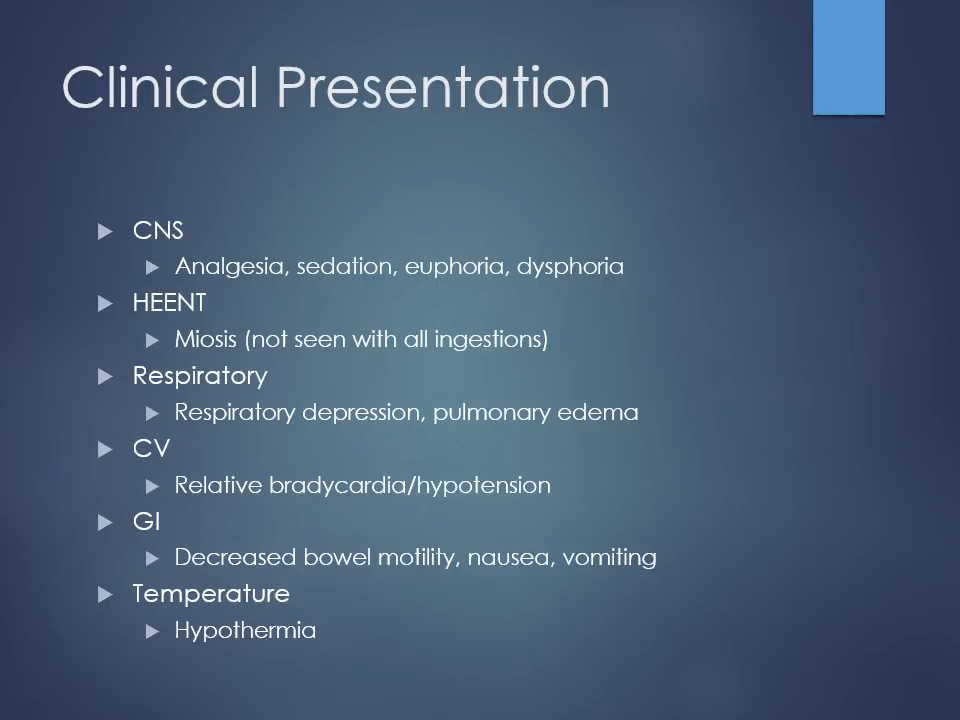 Clinical Presentation
CNS
Analgesia, sedation, euphoria, dysphoria
HEENT
Miosis (not seen with all ingestions)
Respiratory
Respiratory depression, pulmonary edema
CV
Relative bradycardia/hypotension
GI
Decreased bowel motility, nausea, vomiting
Temperature
Hypothermia